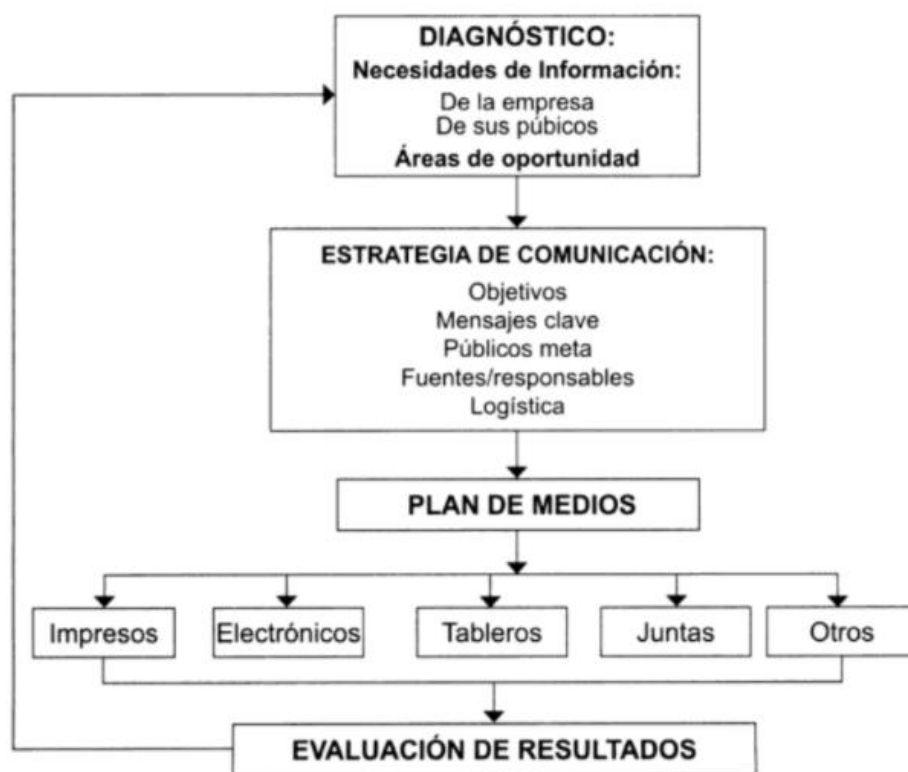 DIAGNÓSTICO:
Necesidades de Información:
De la empresa
De sus púbicos
Áreas de oportunidad
ESTRATEGIA DE COMUNICACIÓN:
Objetivos
Mensajes clave
Públicos meta
Fuentes/responsables
Logística
PLAN DE MEDIOS
Impresos
Electrónicos
Tableros
Juntas
Otros
EVALUACIÓN DE RESULTADOS